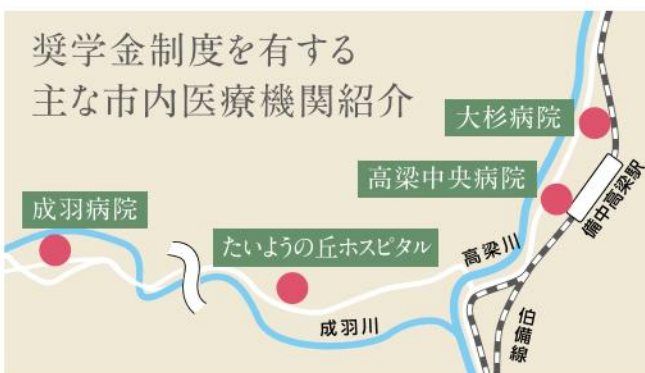 奨学金制度を有する
主な市内医療機関紹介
大杉病院
高梁中央病院
備中高梁駅
成羽病院
たいようの丘ホスピタル
高梁川
成羽川
伯備線